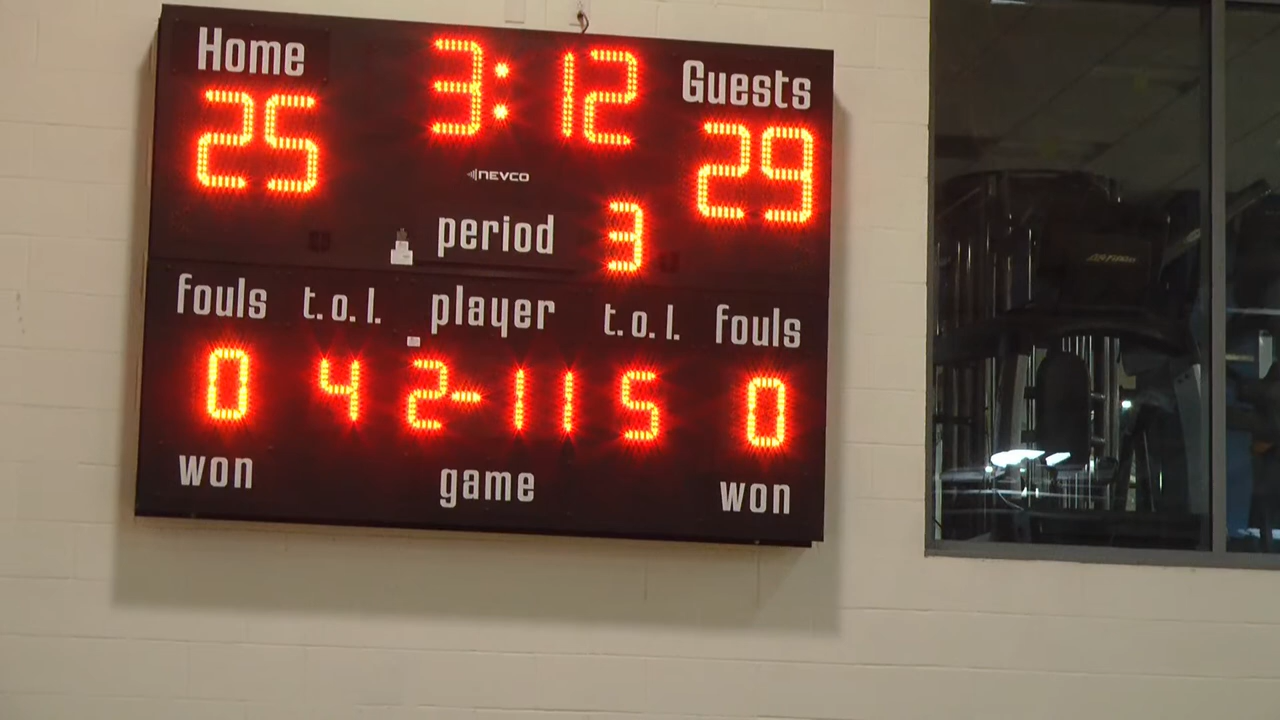 Home 3:12 Guests
25 29
NEVCO
period 3
fouls t.o.l. player t.o.l. fouls
0 4 2-11 5 0
won game won